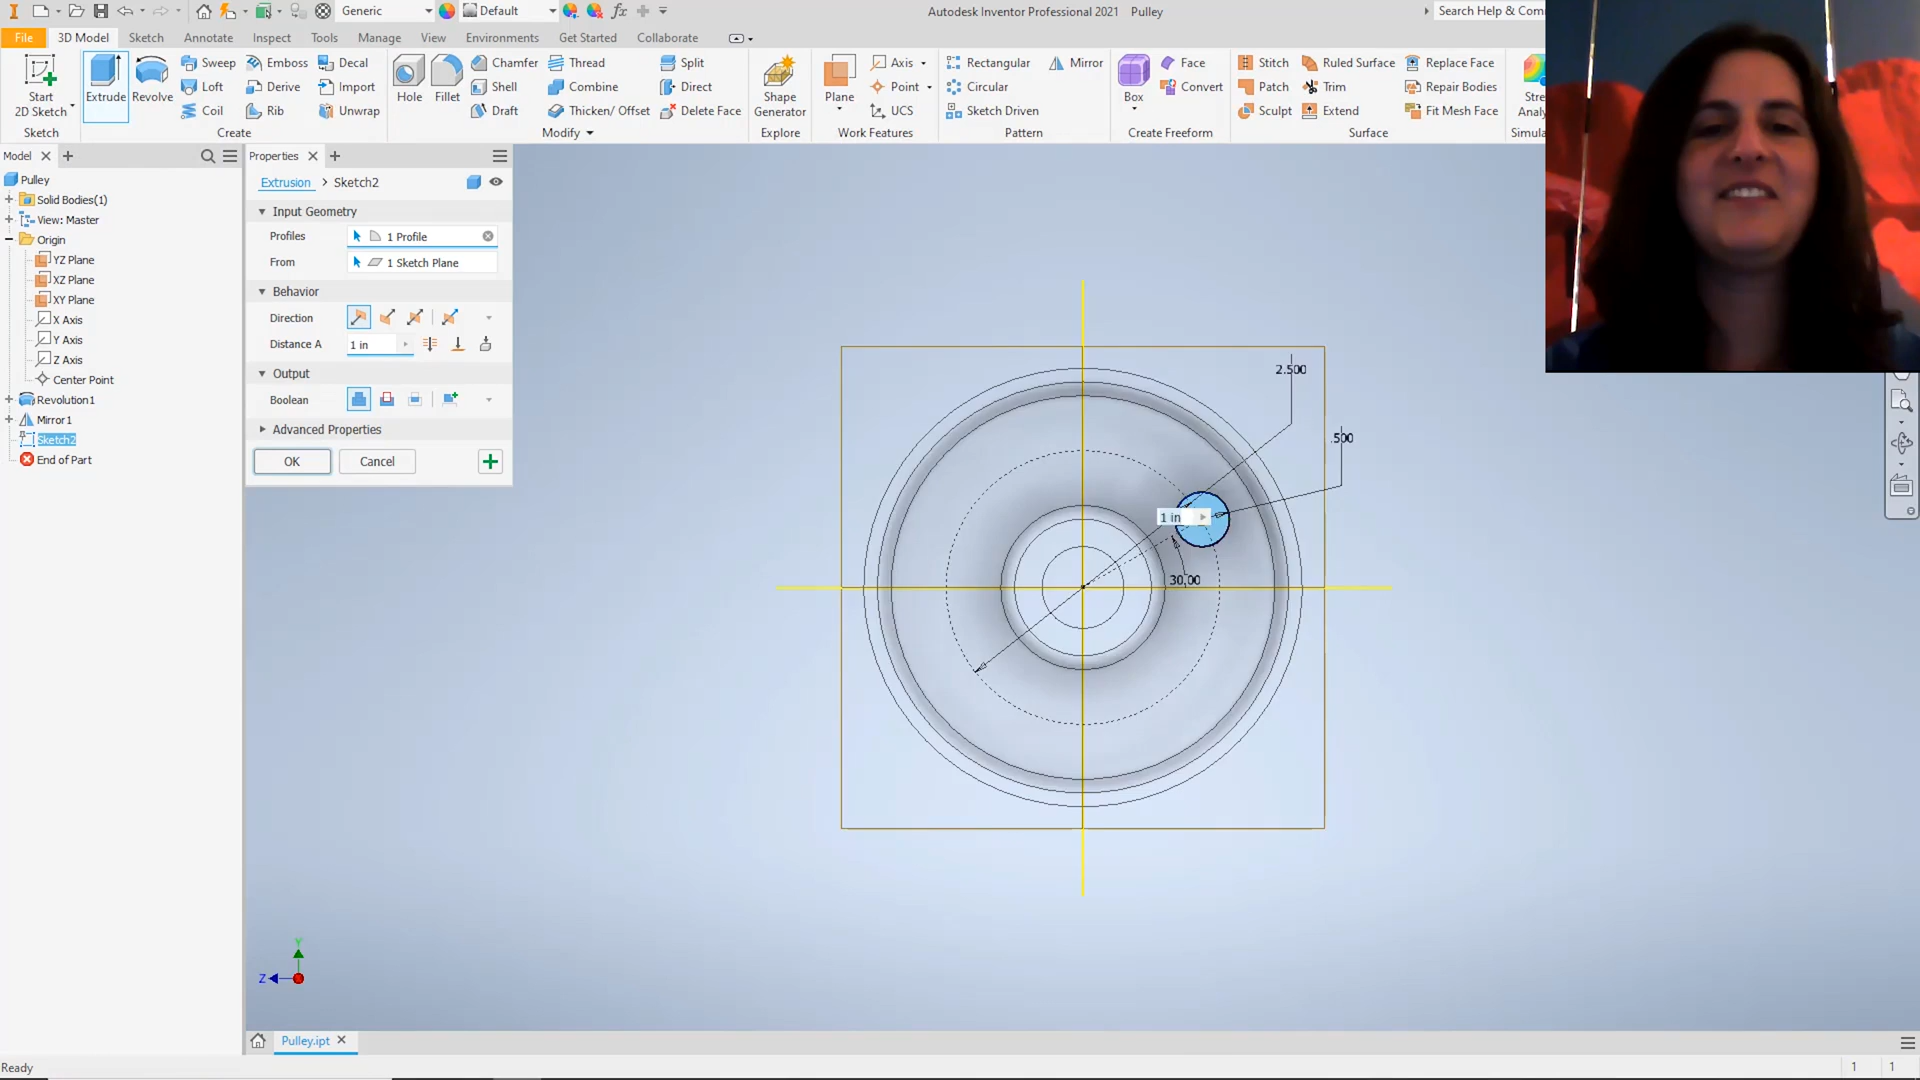 Generic
Default
fx
Autodesk Inventor Professional 2021 Pulley
Search Help & Com
File 3D Model Sketch Annotate Inspect Tools Manage View Environments Get Started Collaborate
Start
2D Sketch
Extrude
Revolve
Sweep
Emboss
Decal
Loft
Derive
Import
Coil
Rib
Unwrap
Hole
Fillet
Chamfer
Thread
Split
Shell
Combine
Direct
Draft
Thicken/ Offset
Delete Face
Shape
Generator
Plane
Axis
Point
UCS
Rectangular
Mirror
Circular
Sketch Driven
Box
Face
Convert
Stitch
Ruled Surface
Replace Face
Patch
Trim
Repair Bodies
Sculpt
Extend
Fit Mesh Face
Stre
Analy
Sketch
Create
Modify
Explore
Work Features
Pattern
Create Freeform
Surface
Simula
Model
Pulley
Solid Bodies(1)
View: Master
Origin
YZ Plane
XZ Plane
XY Plane
X Axis
Y Axis
Z Axis
Center Point
Revolution1
Mirror1
Sketch2
End of Part
Properties
Extrusion > Sketch2
Input Geometry
Profiles 1 Profile
From 1 Sketch Plane
Behavior
Direction
Distance A 1 in
Output
Boolean
Advanced Properties
OK Cancel
2.500
.500
1 in
30.00
Y
Z
Pulley.ipt
Ready
1 1